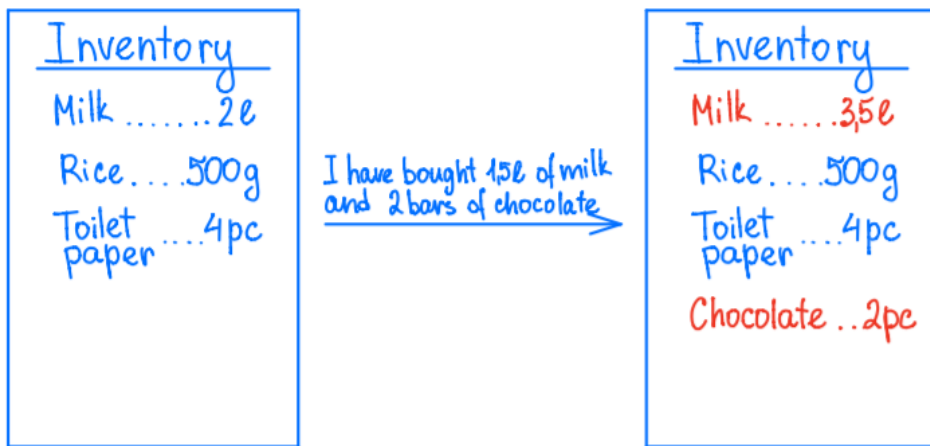 Inventory
Milk ....... 2l
Rice .... 500g
Toilet
paper .... 4pc
I have bought 1,5l of milk
and 2 bars of chocolate
Inventory
Milk ...... 3,5l
Rice .... 500g
Toilet
paper .... 4pc
Chocolate .. 2pc